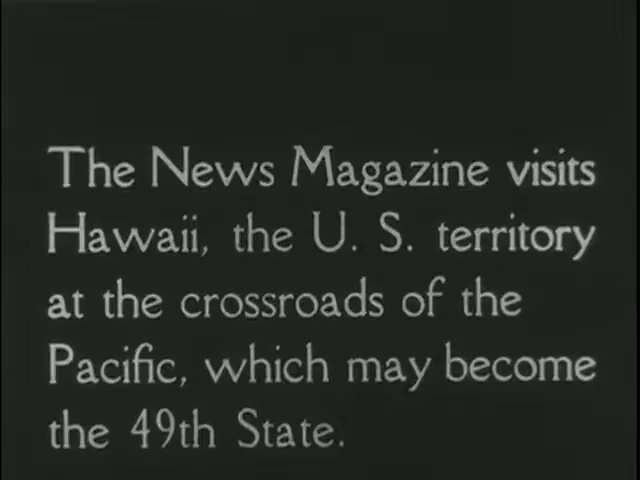 The News Magazine visits
Hawaii, the U. S. territory
at the crossroads of the
Pacific, which may become
the 49th State.